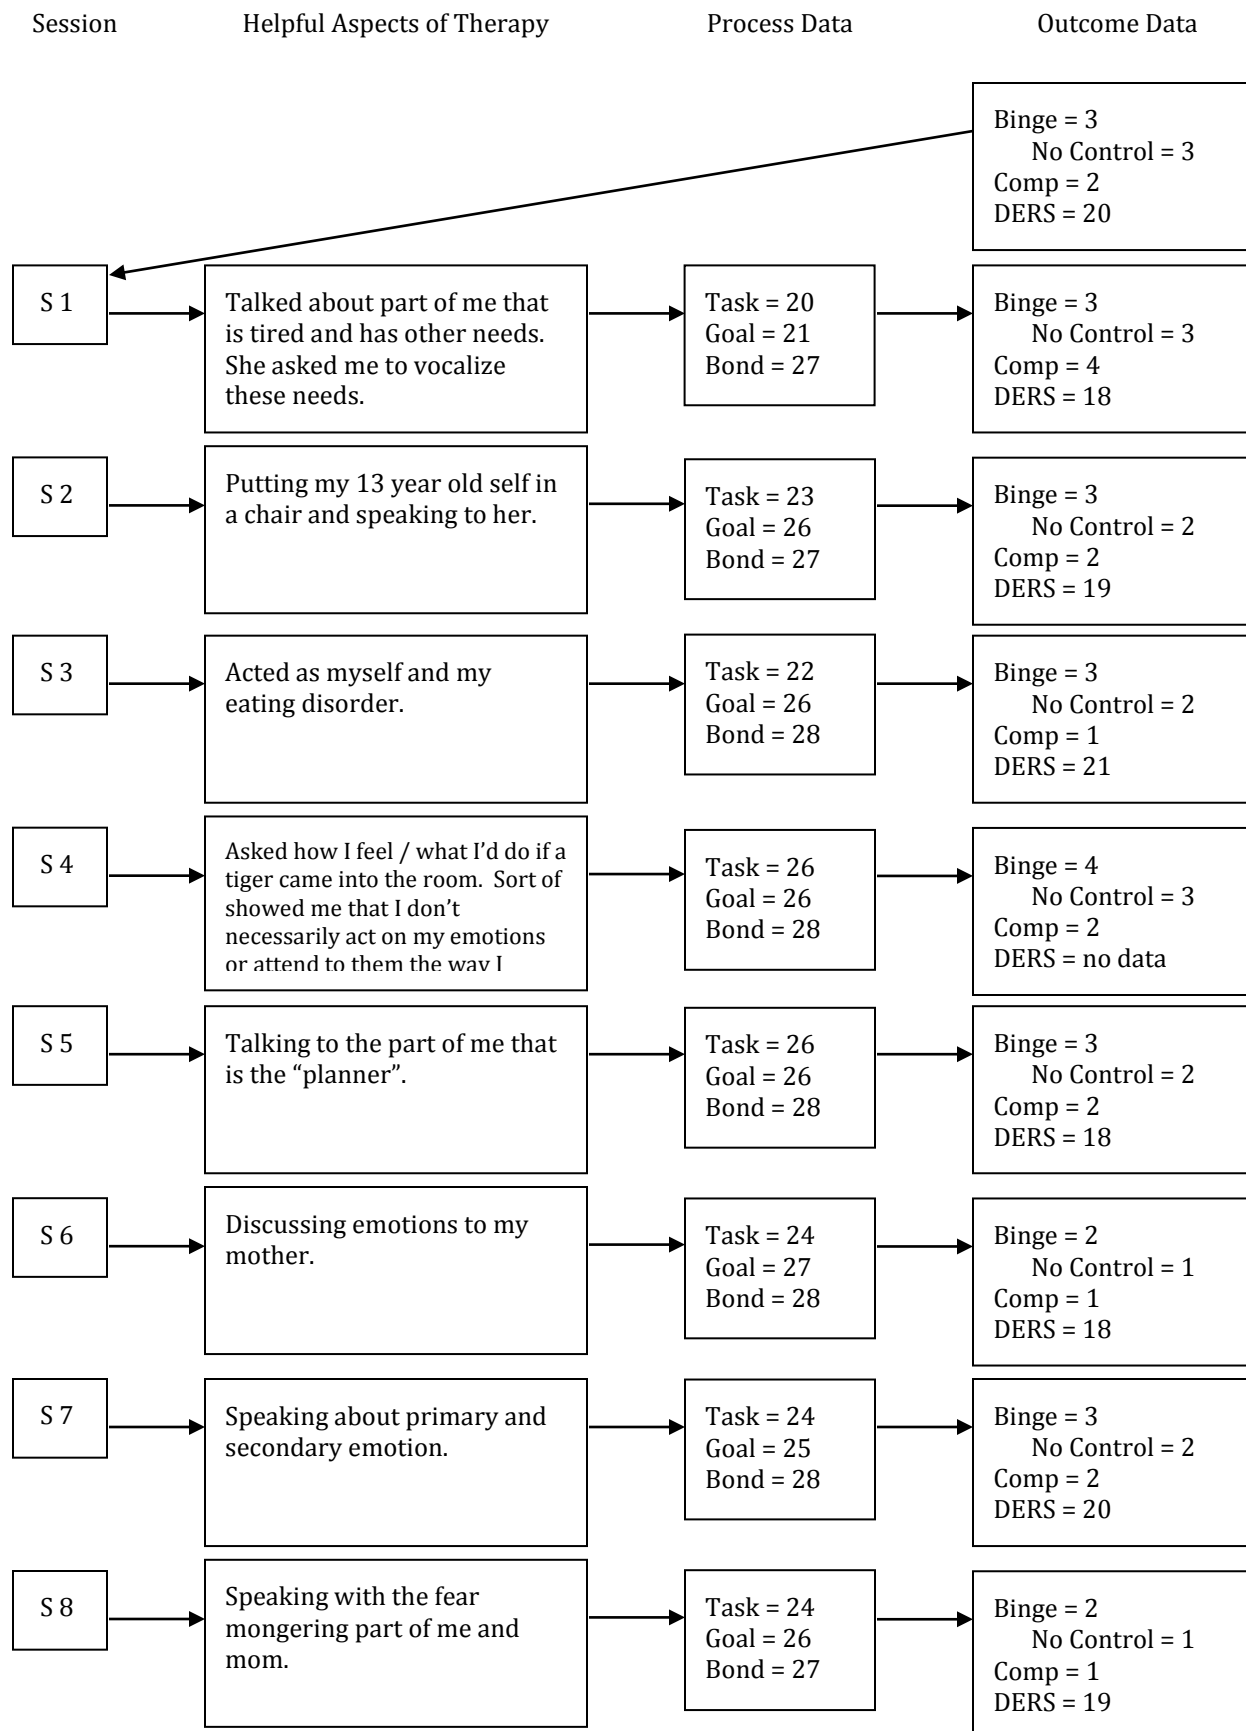 Session Helpful Aspects of Therapy Process Data Outcome Data
Binge = 3
No Control = 3
Comp = 2
DERS = 20
S 1
Talked about part of me that
is tired and has other needs.
She asked me to vocalize
these needs.
Task = 20
Goal = 21
Bond = 27
Binge = 3
No Control = 3
Comp = 4
DERS = 18
S 2
Putting my 13 year old self in
a chair and speaking to her.
Task = 23
Goal = 26
Bond = 27
Binge = 3
No Control = 2
Comp = 2
DERS = 19
S 3
Acted as myself and my
eating disorder.
Task = 22
Goal = 26
Bond = 28
Binge = 3
No Control = 2
Comp = 1
DERS = 21
S 4
Asked how I feel / what I’d do if a
tiger came into the room. Sort of
showed me that I don’t
necessarily act on my emotions
or attend to them the way I
Task = 26
Goal = 26
Bond = 28
Binge = 4
No Control = 3
Comp = 2
DERS = no data
S 5
Talking to the part of me that
is the “planner”.
Task = 26
Goal = 26
Bond = 28
Binge = 3
No Control = 2
Comp = 2
DERS = 18
S 6
Discussing emotions to my
mother.
Task = 24
Goal = 27
Bond = 28
Binge = 2
No Control = 1
Comp = 1
DERS = 18
S 7
Speaking about primary and
secondary emotion.
Task = 24
Goal = 25
Bond = 28
Binge = 3
No Control = 2
Comp = 2
DERS = 20
S 8
Speaking with the fear
mongering part of me and
mom.
Task = 24
Goal = 26
Bond = 27
Binge = 2
No Control = 1
Comp = 1
DERS = 19